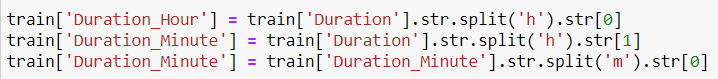 train['Duration_Hour'] = train['Duration'].str.split('h').str[0]
train['Duration_Minute'] = train['Duration'].str.split('h').str[1]
train['Duration_Minute'] = train['Duration_Minute'].str.split('m').str[0]